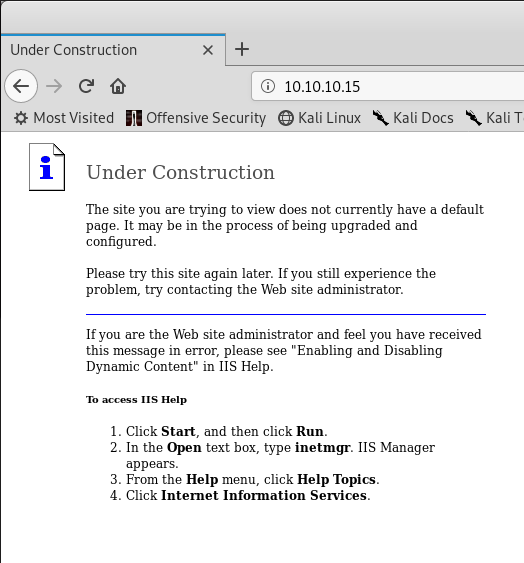 Under Construction
10.10.10.15
Most Visited Offensive Security Kali Linux Kali Docs Kali T
Under Construction
The site you are trying to view does not currently have a default
page. It may be in the process of being upgraded and
configured.
Please try this site again later. If you still experience the
problem, try contacting the Web site administrator.
If you are the Web site administrator and feel you have received
this message in error, please see "Enabling and Disabling
Dynamic Content" in IIS Help.
To access IIS Help
1. Click Start, and then click Run.
2. In the Open text box, type inetmgr. IIS Manager
appears.
3. From the Help menu, click Help Topics.
4. Click Internet Information Services.